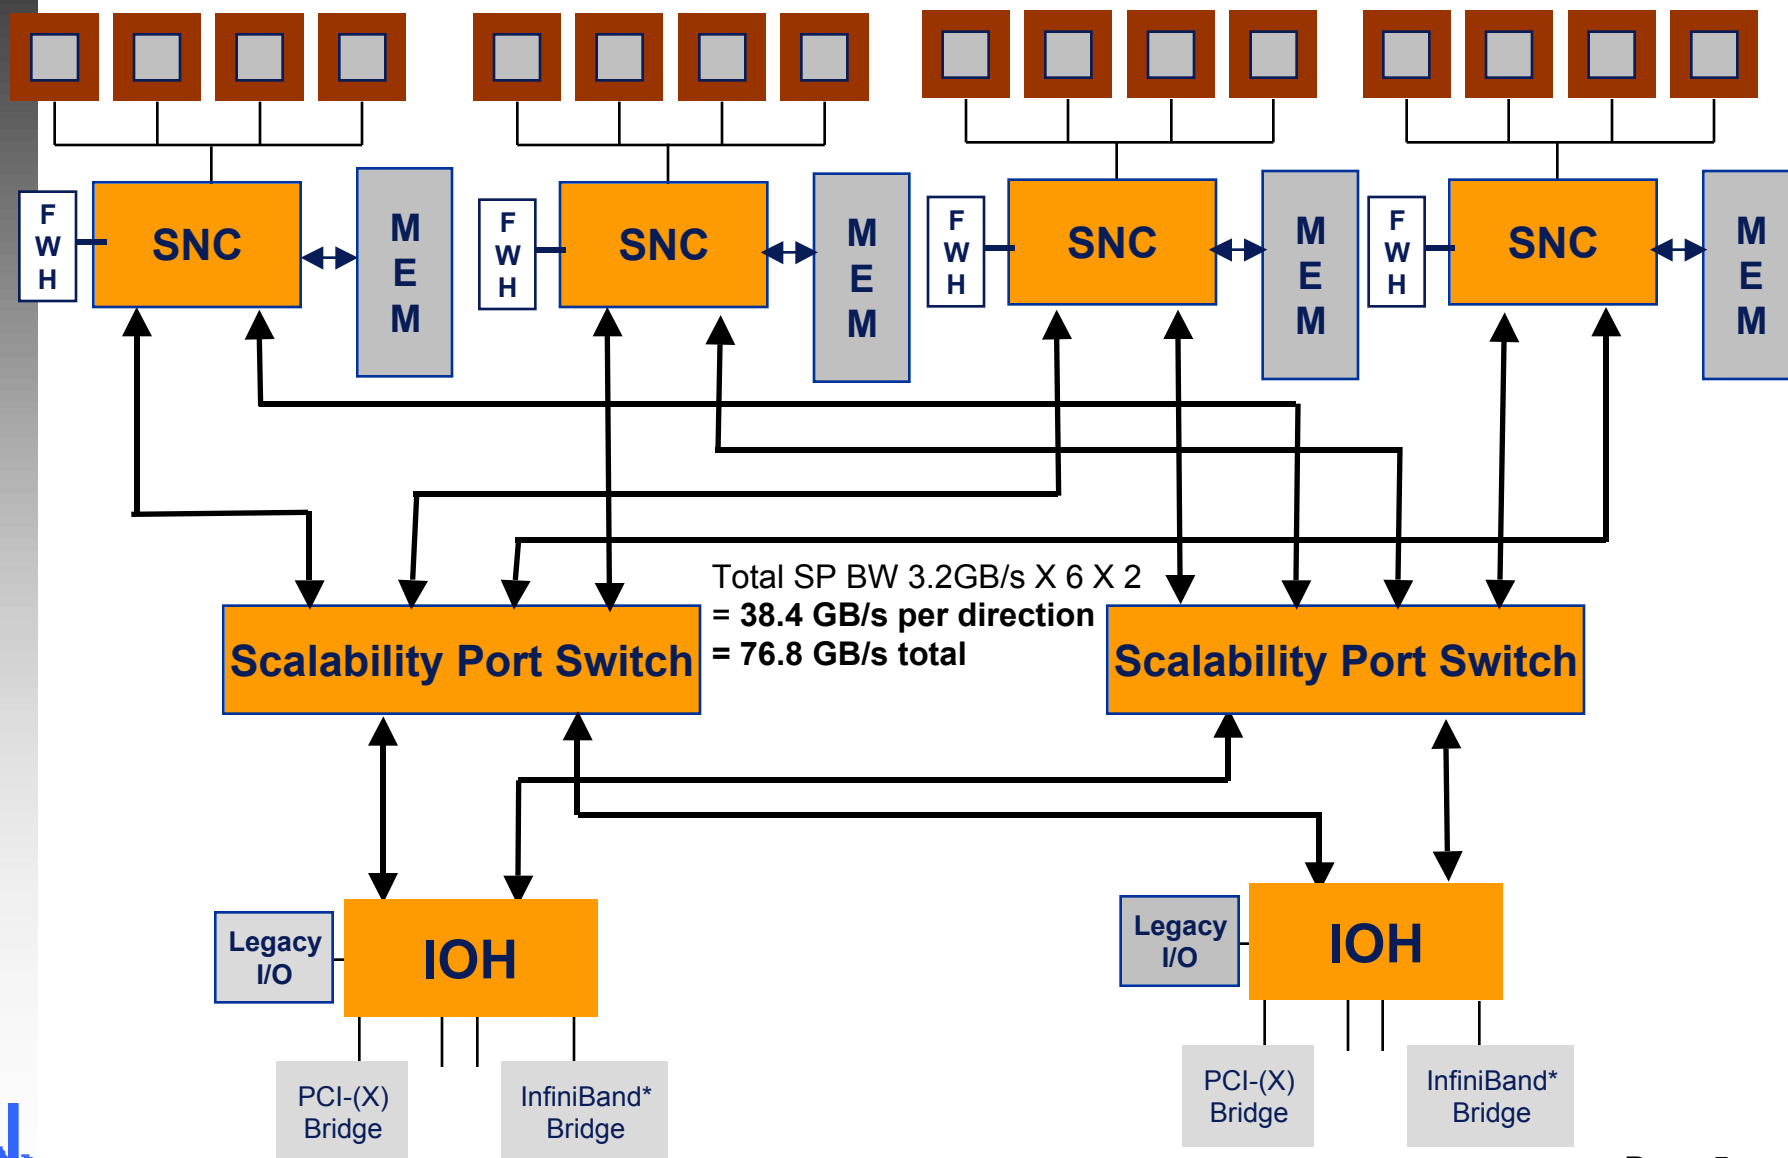 F
W
H
SNC
M
E
M
F
W
H
SNC
M
E
M
F
W
H
SNC
M
E
M
F
W
H
SNC
M
E
M
Total SP BW 3.2GB/s X 6 X 2
= 38.4 GB/s per direction
= 76.8 GB/s total
Scalability Port Switch
Scalability Port Switch
Legacy
I/O
IOH
Legacy
I/O
IOH
PCI-(X)
Bridge
InfiniBand*
Bridge
PCI-(X)
Bridge
InfiniBand*
Bridge